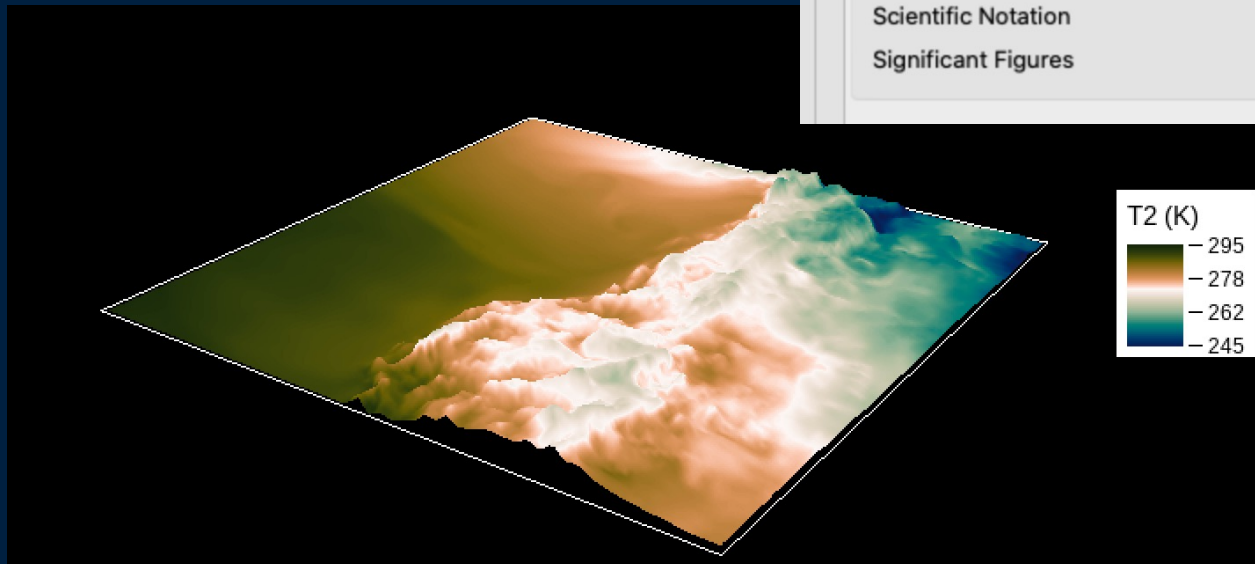 Scientific Notation
Significant Figures
T2 (K)
295
278
262
245